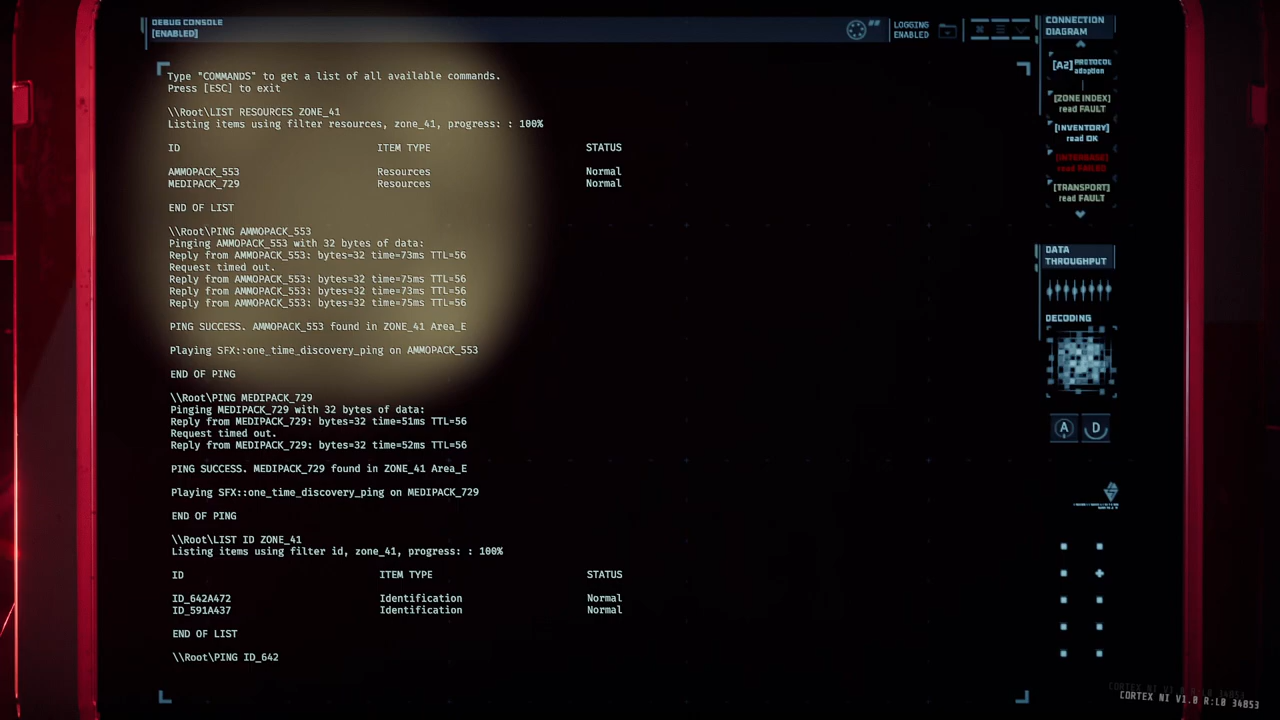 DEBUG CONSOLE
[ENABLED]
LOGGING
ENABLED
Type "COMMANDS" to get a list of all available commands.
Press [ESC] to exit
\\Root\LIST RESOURCES ZONE_41
Listing items using filter resources, zone_41, progress: : 100%
ID ITEM TYPE STATUS
AMMOPACK_553 Resources Normal
MEDIPACK_729 Resources Normal
END OF LIST
\\Root\PING AMMOPACK_553
Pinging AMMOPACK_553 with 32 bytes of data:
Reply from AMMOPACK_553: bytes=32 time=73ms TTL=56
Request timed out.
Reply from AMMOPACK_553: bytes=32 time=75ms TTL=56
Reply from AMMOPACK_553: bytes=32 time=73ms TTL=56
Reply from AMMOPACK_553: bytes=32 time=75ms TTL=56
PING SUCCESS. AMMOPACK_553 found in ZONE_41 Area_E
Playing SFX::one_time_discovery_ping on AMMOPACK_553
END OF PING
\\Root\PING MEDIPACK_729
Pinging MEDIPACK_729 with 32 bytes of data:
Reply from MEDIPACK_729: bytes=32 time=51ms TTL=56
Request timed out.
Reply from MEDIPACK_729: bytes=32 time=52ms TTL=56
PING SUCCESS. MEDIPACK_729 found in ZONE_41 Area_E
Playing SFX::one_time_discovery_ping on MEDIPACK_729
END OF PING
\\Root\LIST ID ZONE_41
Listing items using filter id, zone_41, progress: : 100%
ID ITEM TYPE STATUS
ID_642A472 Identification Normal
ID_591A437 Identification Normal
END OF LIST
\\Root\PING ID_642
CONNECTION
DIAGRAM
[A2] PROTOCOL
adoption
[ZONE INDEX]
read FAULT
[INVENTORY]
read OK
[INTERBASE]
read FAILED
[TRANSPORT]
read FAULT
DATA
THROUGHPUT
DECODING
A D
CORTEX NI V1.0 R:L0 34853